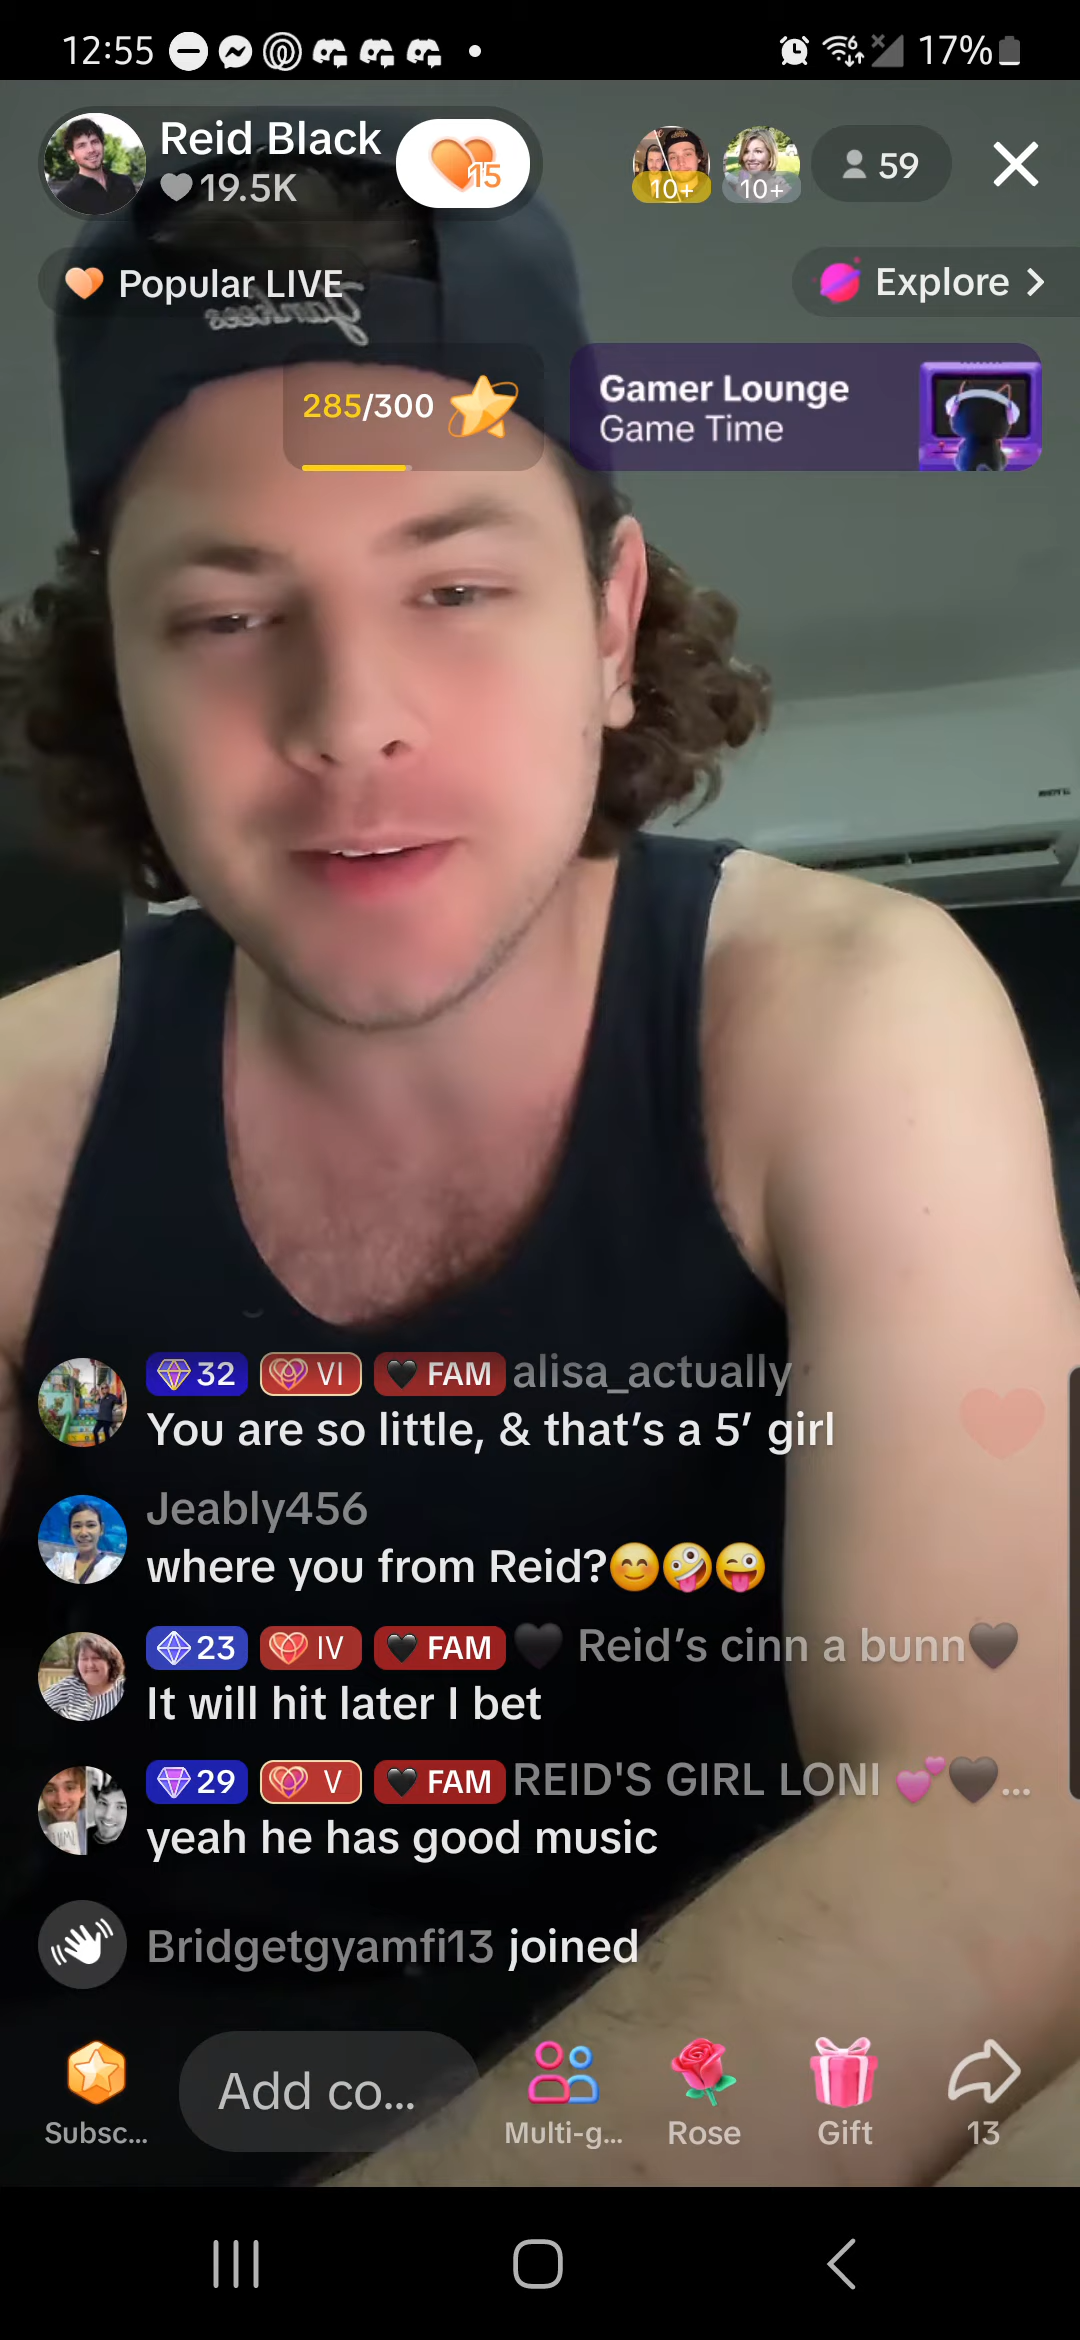 12:55
17%
Reid Black
19.5K
15
10+
10+
59
Popular LIVE
Explore
Yankees
285/300
Gamer Lounge
Game Time
32 VI FAM alisa_actually
You are so little, & that’s a 5’ girl
Jeably456
where you from Reid?😊🤪😜
23 IV 🖤 FAM 🖤 Reid’s cinn a bunn🖤
It will hit later I bet
29 V 🖤 FAM REID'S GIRL LONI 💕🖤...
yeah he has good music
Bridgetgyamfi13 joined
Add co...
Subsc...
Multi-g...
Rose
Gift
13